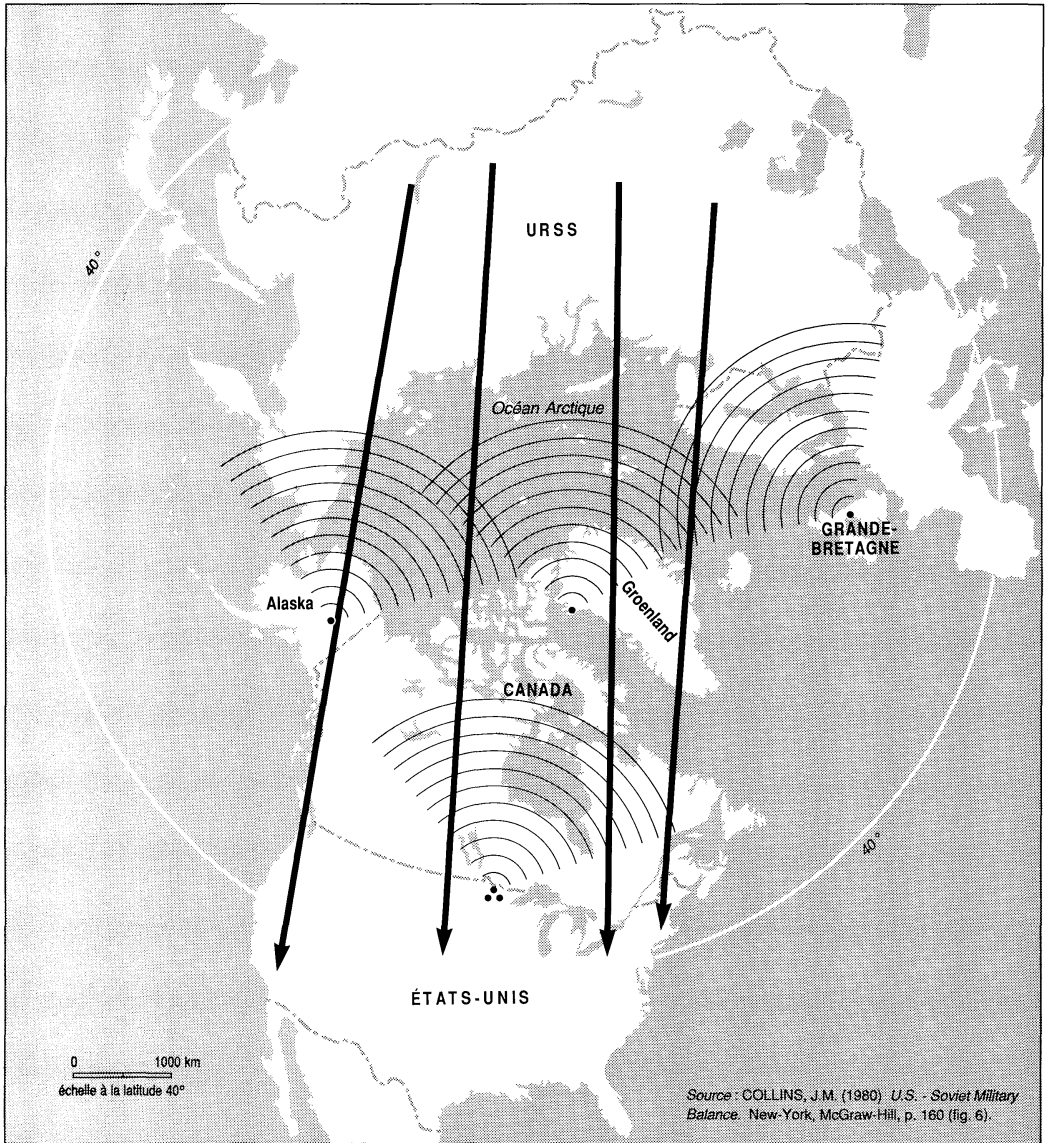 40°
URSS
Océan Arctique
GRANDE-
BRETAGNE
Alaska
Groenland
CANADA
40°
ÉTATS-UNIS
0 1000 km
échelle à la latitude 40°
Source : COLLINS, J.M. (1980) U.S. - Soviet Military
Balance. New-York, McGraw-Hill, p. 160 (fig. 6).